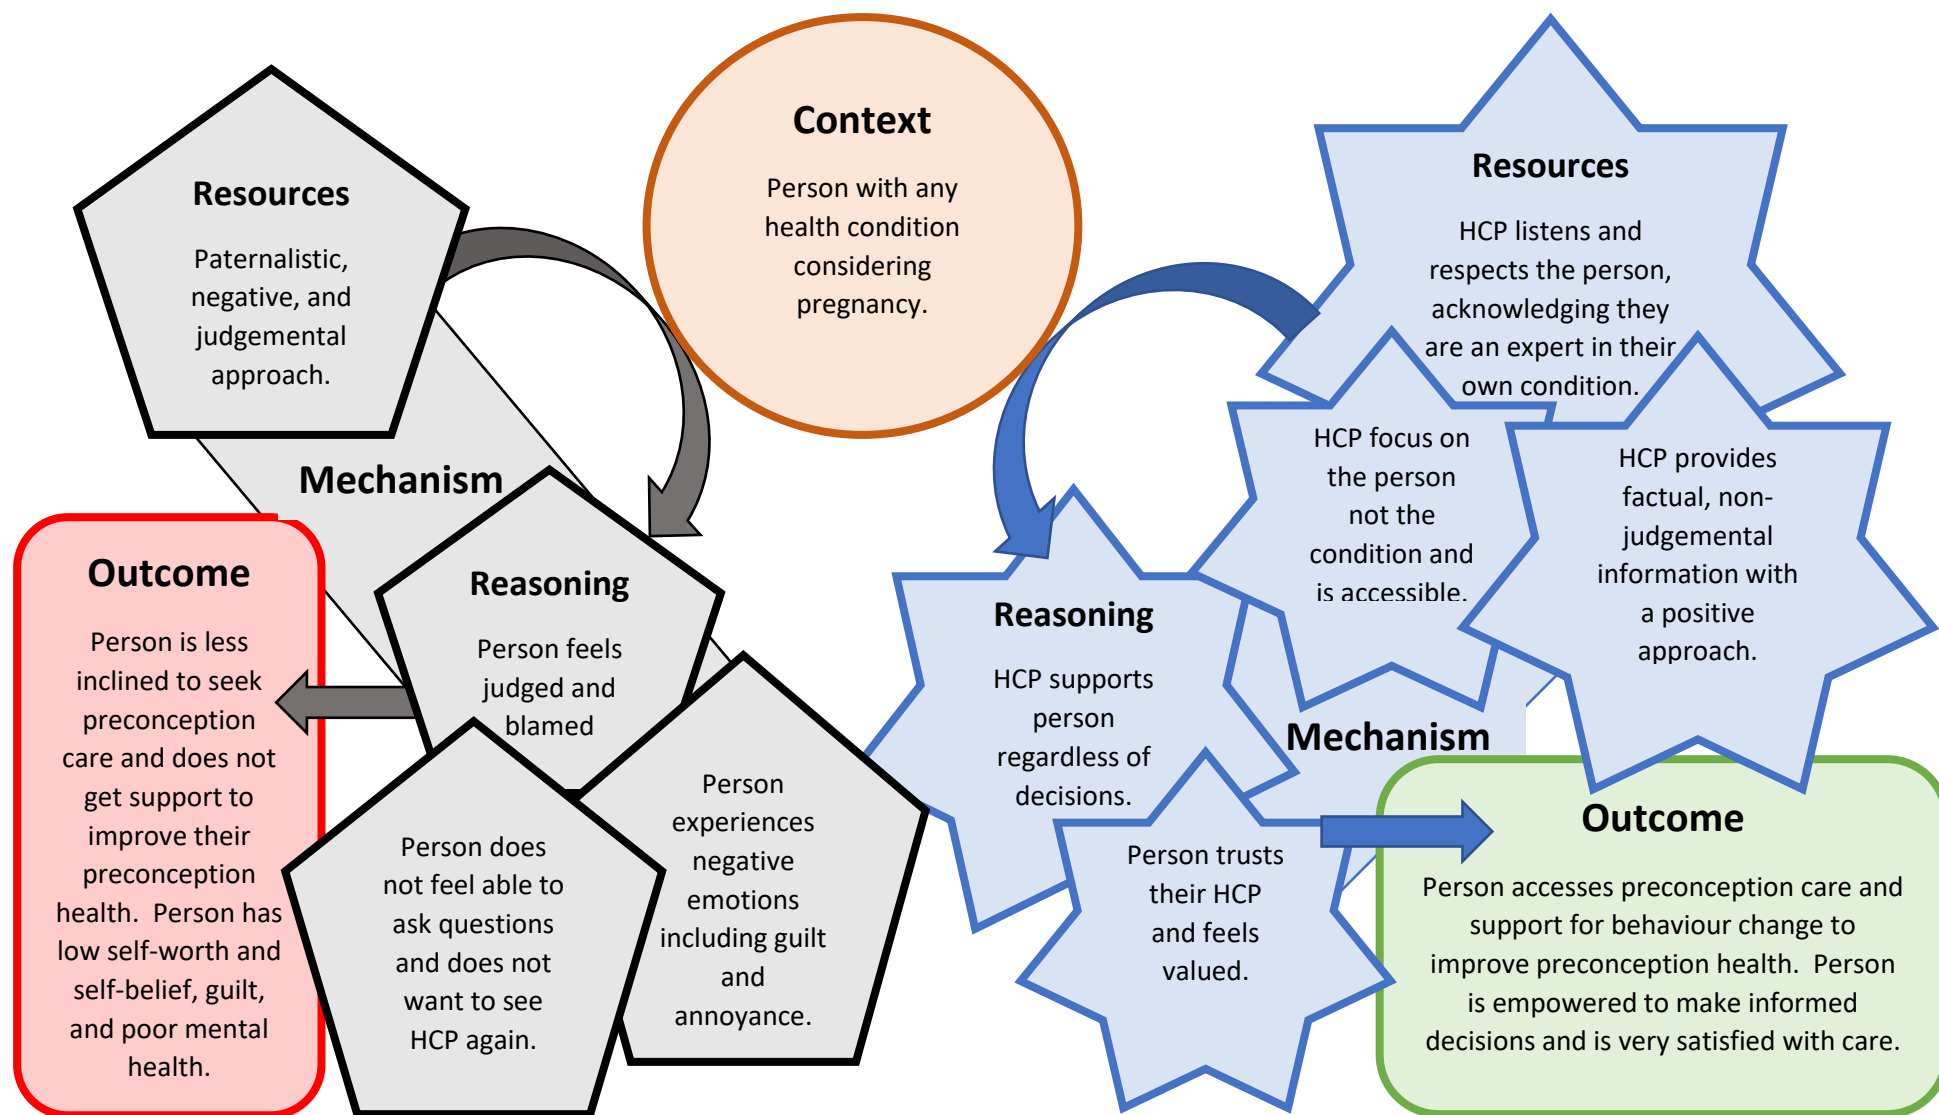 Context
Person with any
health condition
considering
pregnancy.
Resources
Paternalistic,
negative, and
judgemental
approach.
Mechanism
Reasoning
Person feels
judged and
blamed
Person
experiences
negative
emotions
including guilt
and
annoyance.
Person does
not feel able to
ask questions
and does not
want to see
HCP again.
Outcome
Person is less
inclined to seek
preconception
care and does not
get support to
improve their
preconception
health. Person has
low self-worth and
self-belief, guilt,
and poor mental
health.
Resources
HCP listens and
respects the person,
acknowledging they
are an expert in their
own condition.
HCP focus on
the person
not the
condition and
is accessible.
HCP provides
factual, non-
judgemental
information with
a positive
approach.
Mechanism
Reasoning
HCP supports
person
regardless of
decisions.
Person trusts
their HCP
and feels
valued.
Outcome
Person accesses preconception care and
support for behaviour change to
improve preconception health. Person
is empowered to make informed
decisions and is very satisfied with care.